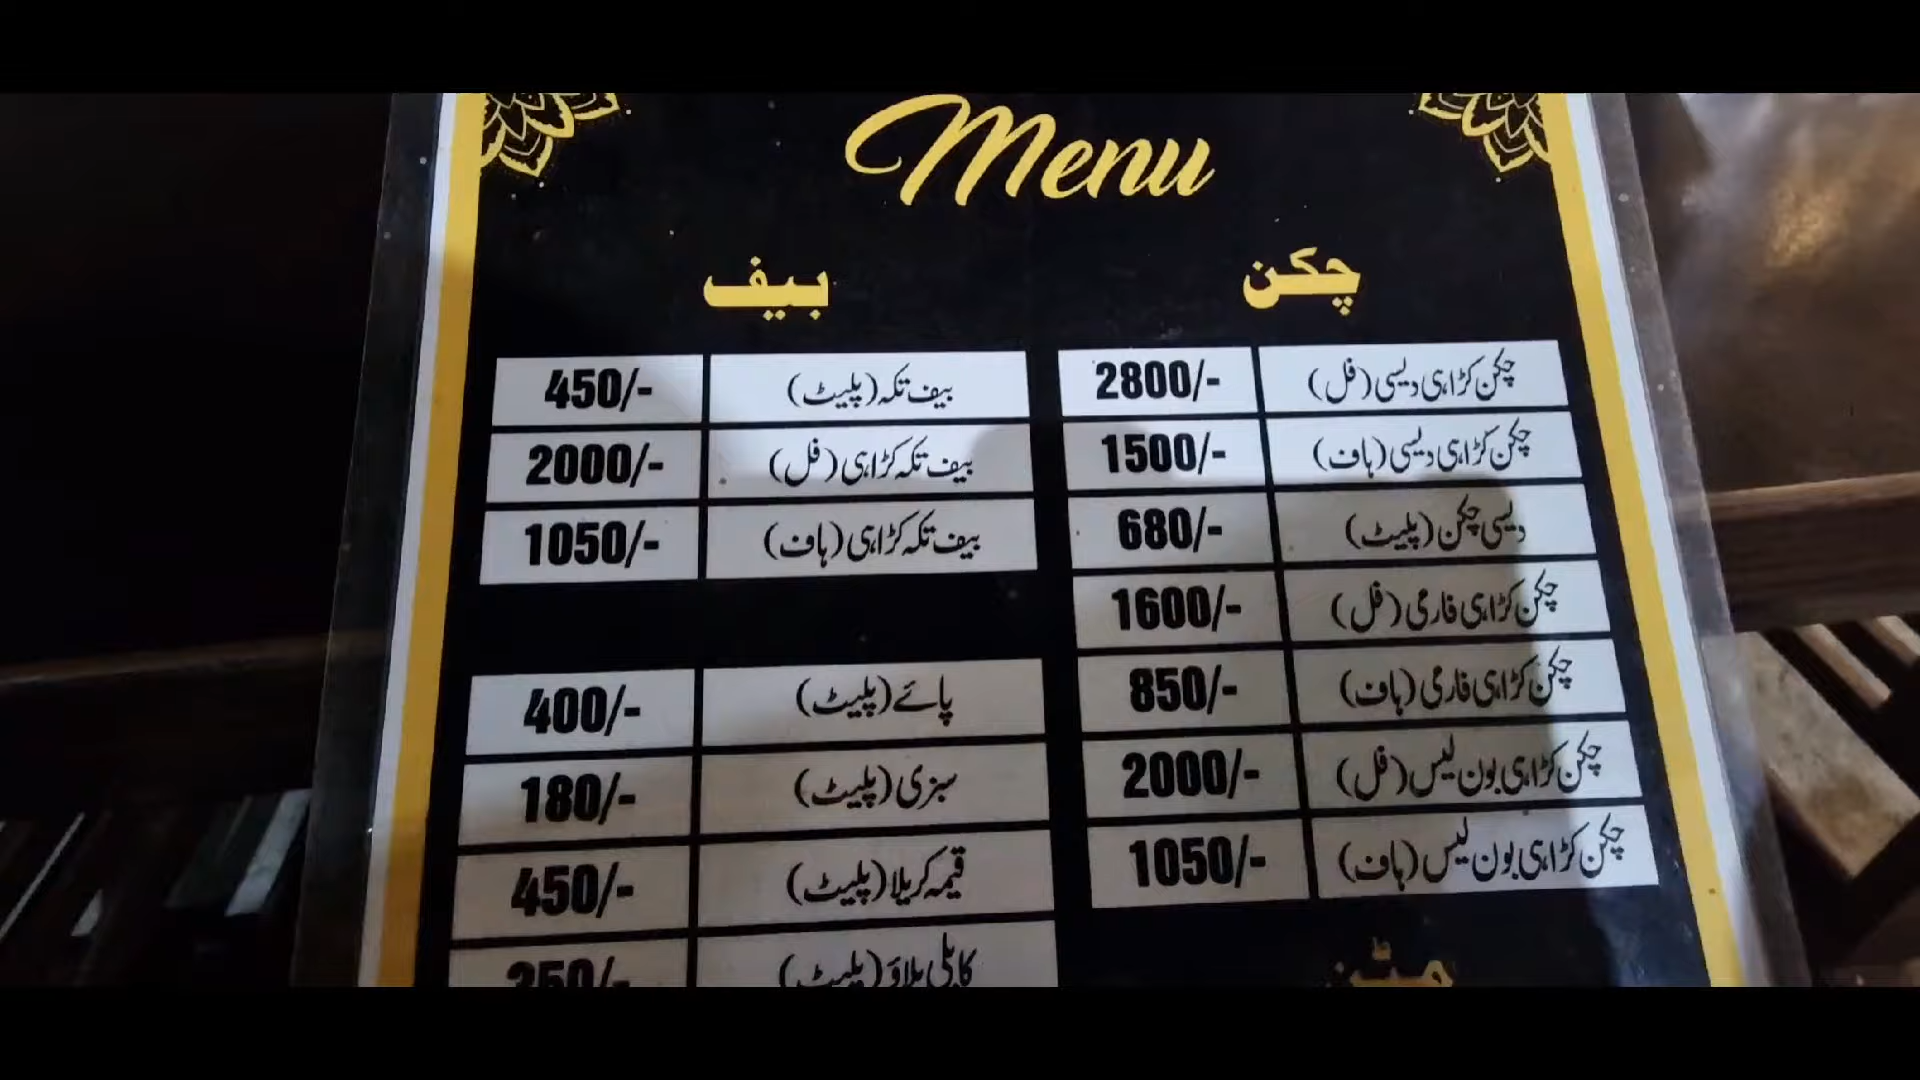 Menu
چکن
چکن کڑاہی دیسی (فل) 2800/-
چکن کڑاہی دیسی (ہاف) 1500/-
دیسی چکن (پلیٹ) 680/-
چکن کڑاہی فارمی (فل) 1600/-
چکن کڑاہی فارمی (ہاف) 850/-
چکن کڑاہی بون لیس (فل) 2000/-
چکن کڑاہی بون لیس (ہاف) 1050/-
مٹن
بیف
بیف تکہ (پلیٹ) 450/-
بیف تکہ کڑاہی (فل) 2000/-
بیف تکہ کڑاہی (ہاف) 1050/-
پائے (پلیٹ) 400/-
سبزی (پلیٹ) 180/-
قیمہ کریلا (پلیٹ) 450/-
کابلی پلاؤ (پلیٹ)